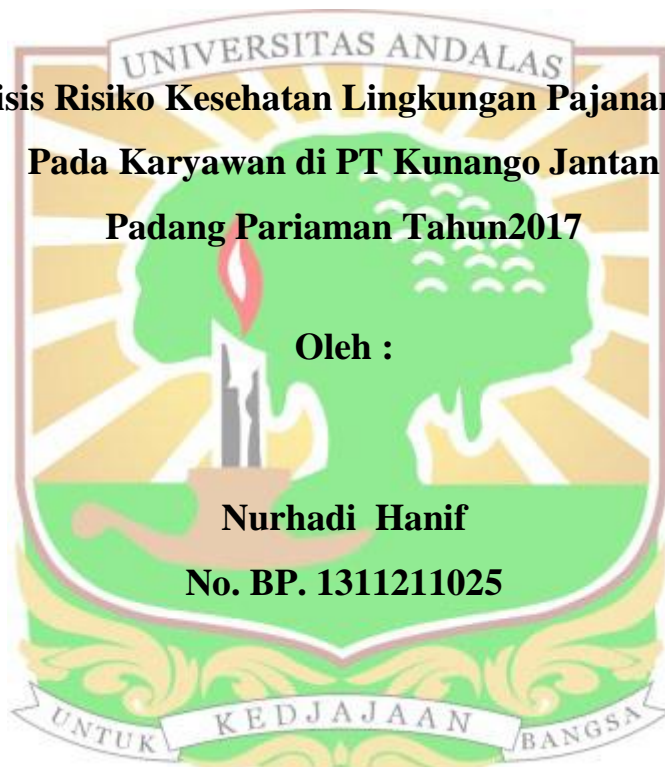 UNIVERSITAS ANDALAS
isis Risiko Kesehatan Lingkungan Pajanan
Pada Karyawan di PT Kunango Jantan
Padang Pariaman Tahun2017
Oleh :
Nurhadi Hanif
No. BP. 1311211025
UNTUK KEDJAJAAN BANGSA